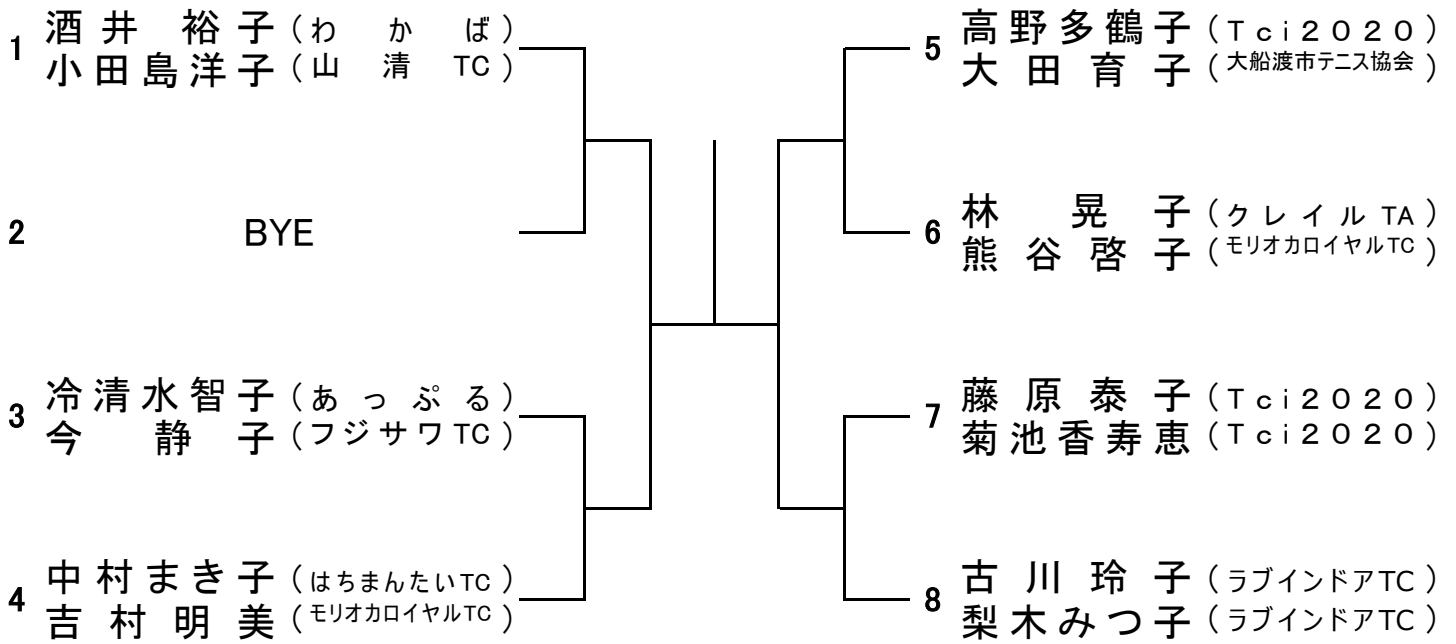 1 酒井 裕子 (わかば)
小田島洋子 (山清TC)
2 BYE
3 冷清水智子 (あっぷる)
今 静子 (フジサワTC)
4 中村まき子 (はちまんたいTC)
吉村明美 (モリオカロイヤルTC)
5 高野多鶴子 (Tci2020)
大田育子 (大船渡市テニス協会)
6 林 晃子 (クレイルTA)
熊谷啓子 (モリオカロイヤルTC)
7 藤原泰子 (Tci2020)
菊池香寿恵 (Tci2020)
8 古川玲子 (ラブインドアTC)
梨木みつ子 (ラブインドアTC)